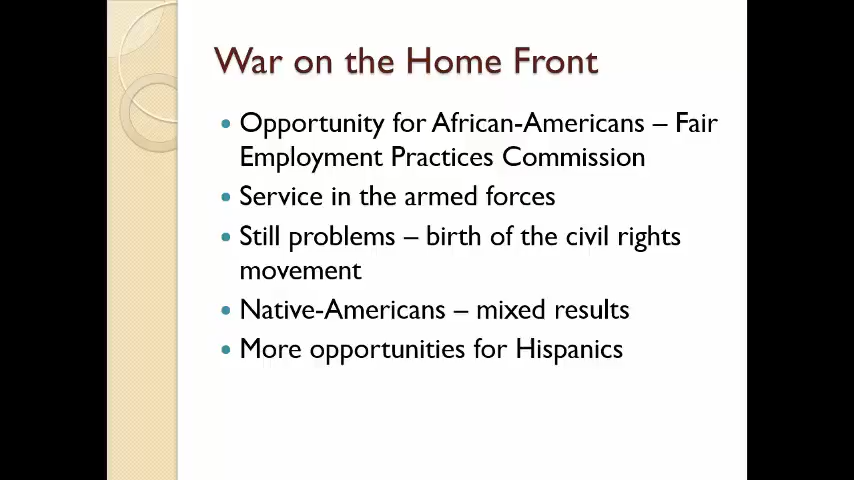 War on the Home Front
• Opportunity for African-Americans – Fair
Employment Practices Commission
• Service in the armed forces
• Still problems – birth of the civil rights
movement
• Native-Americans – mixed results
• More opportunities for Hispanics